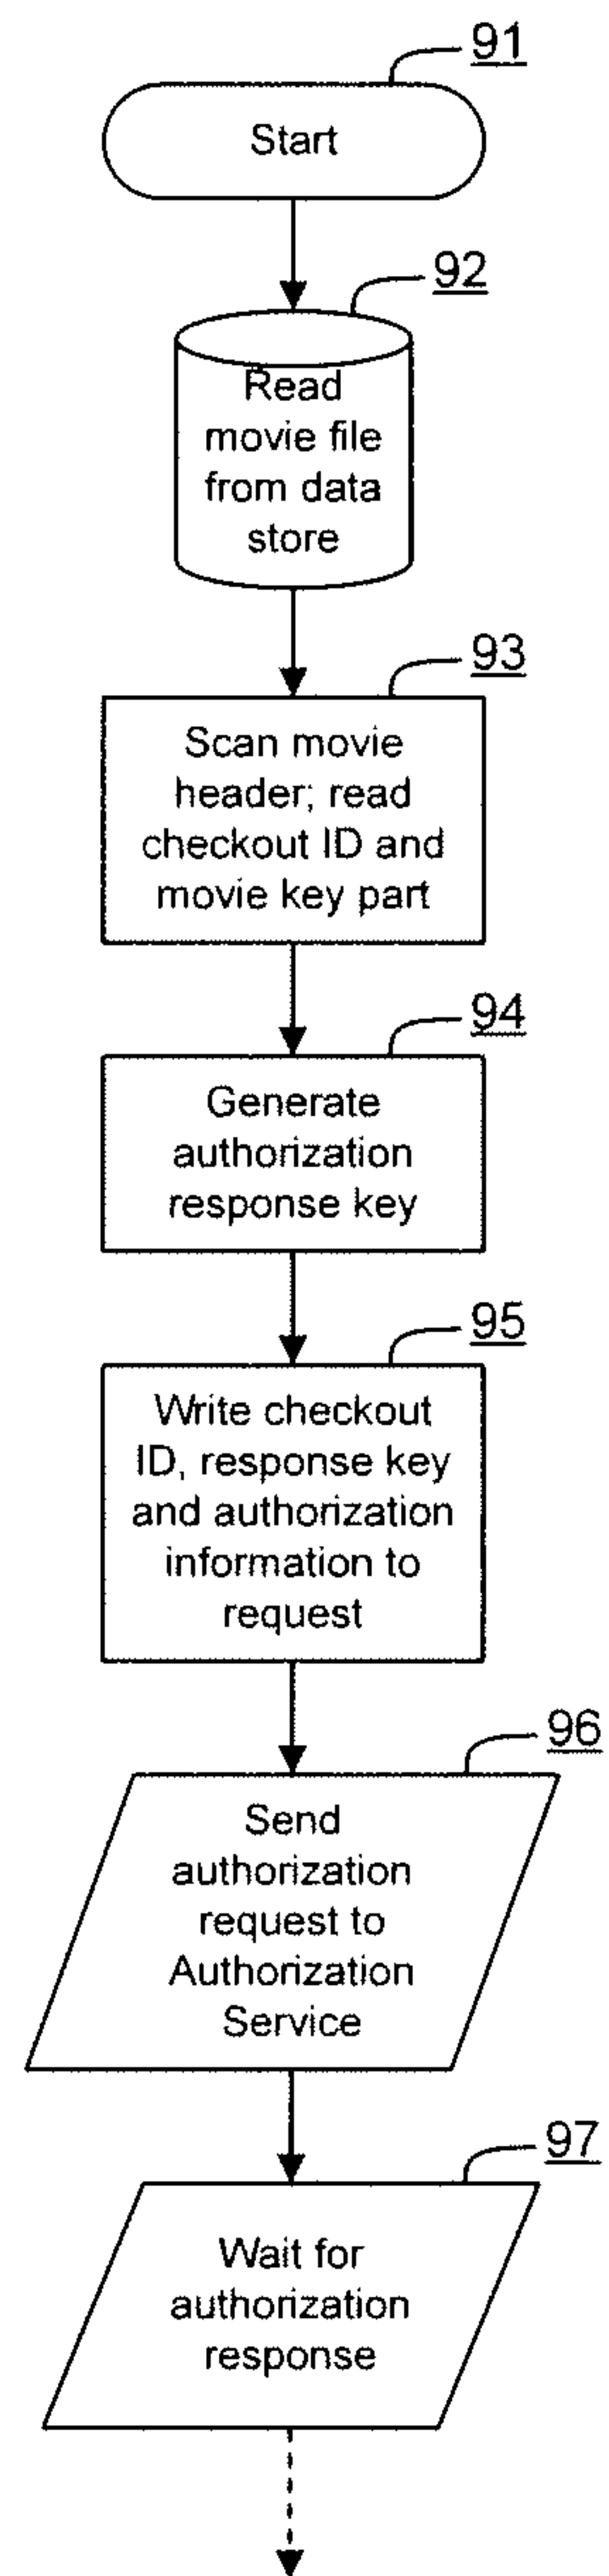 91
Start
92
Read
movie file
from data
store
93
Scan movie
header; read
checkout ID and
movie key part
94
Generate
authorization
response key
95
Write checkout
ID, response key
and authorization
information to
request
96
Send
authorization
request to
Authorization
Service
97
Wait for
authorization
response